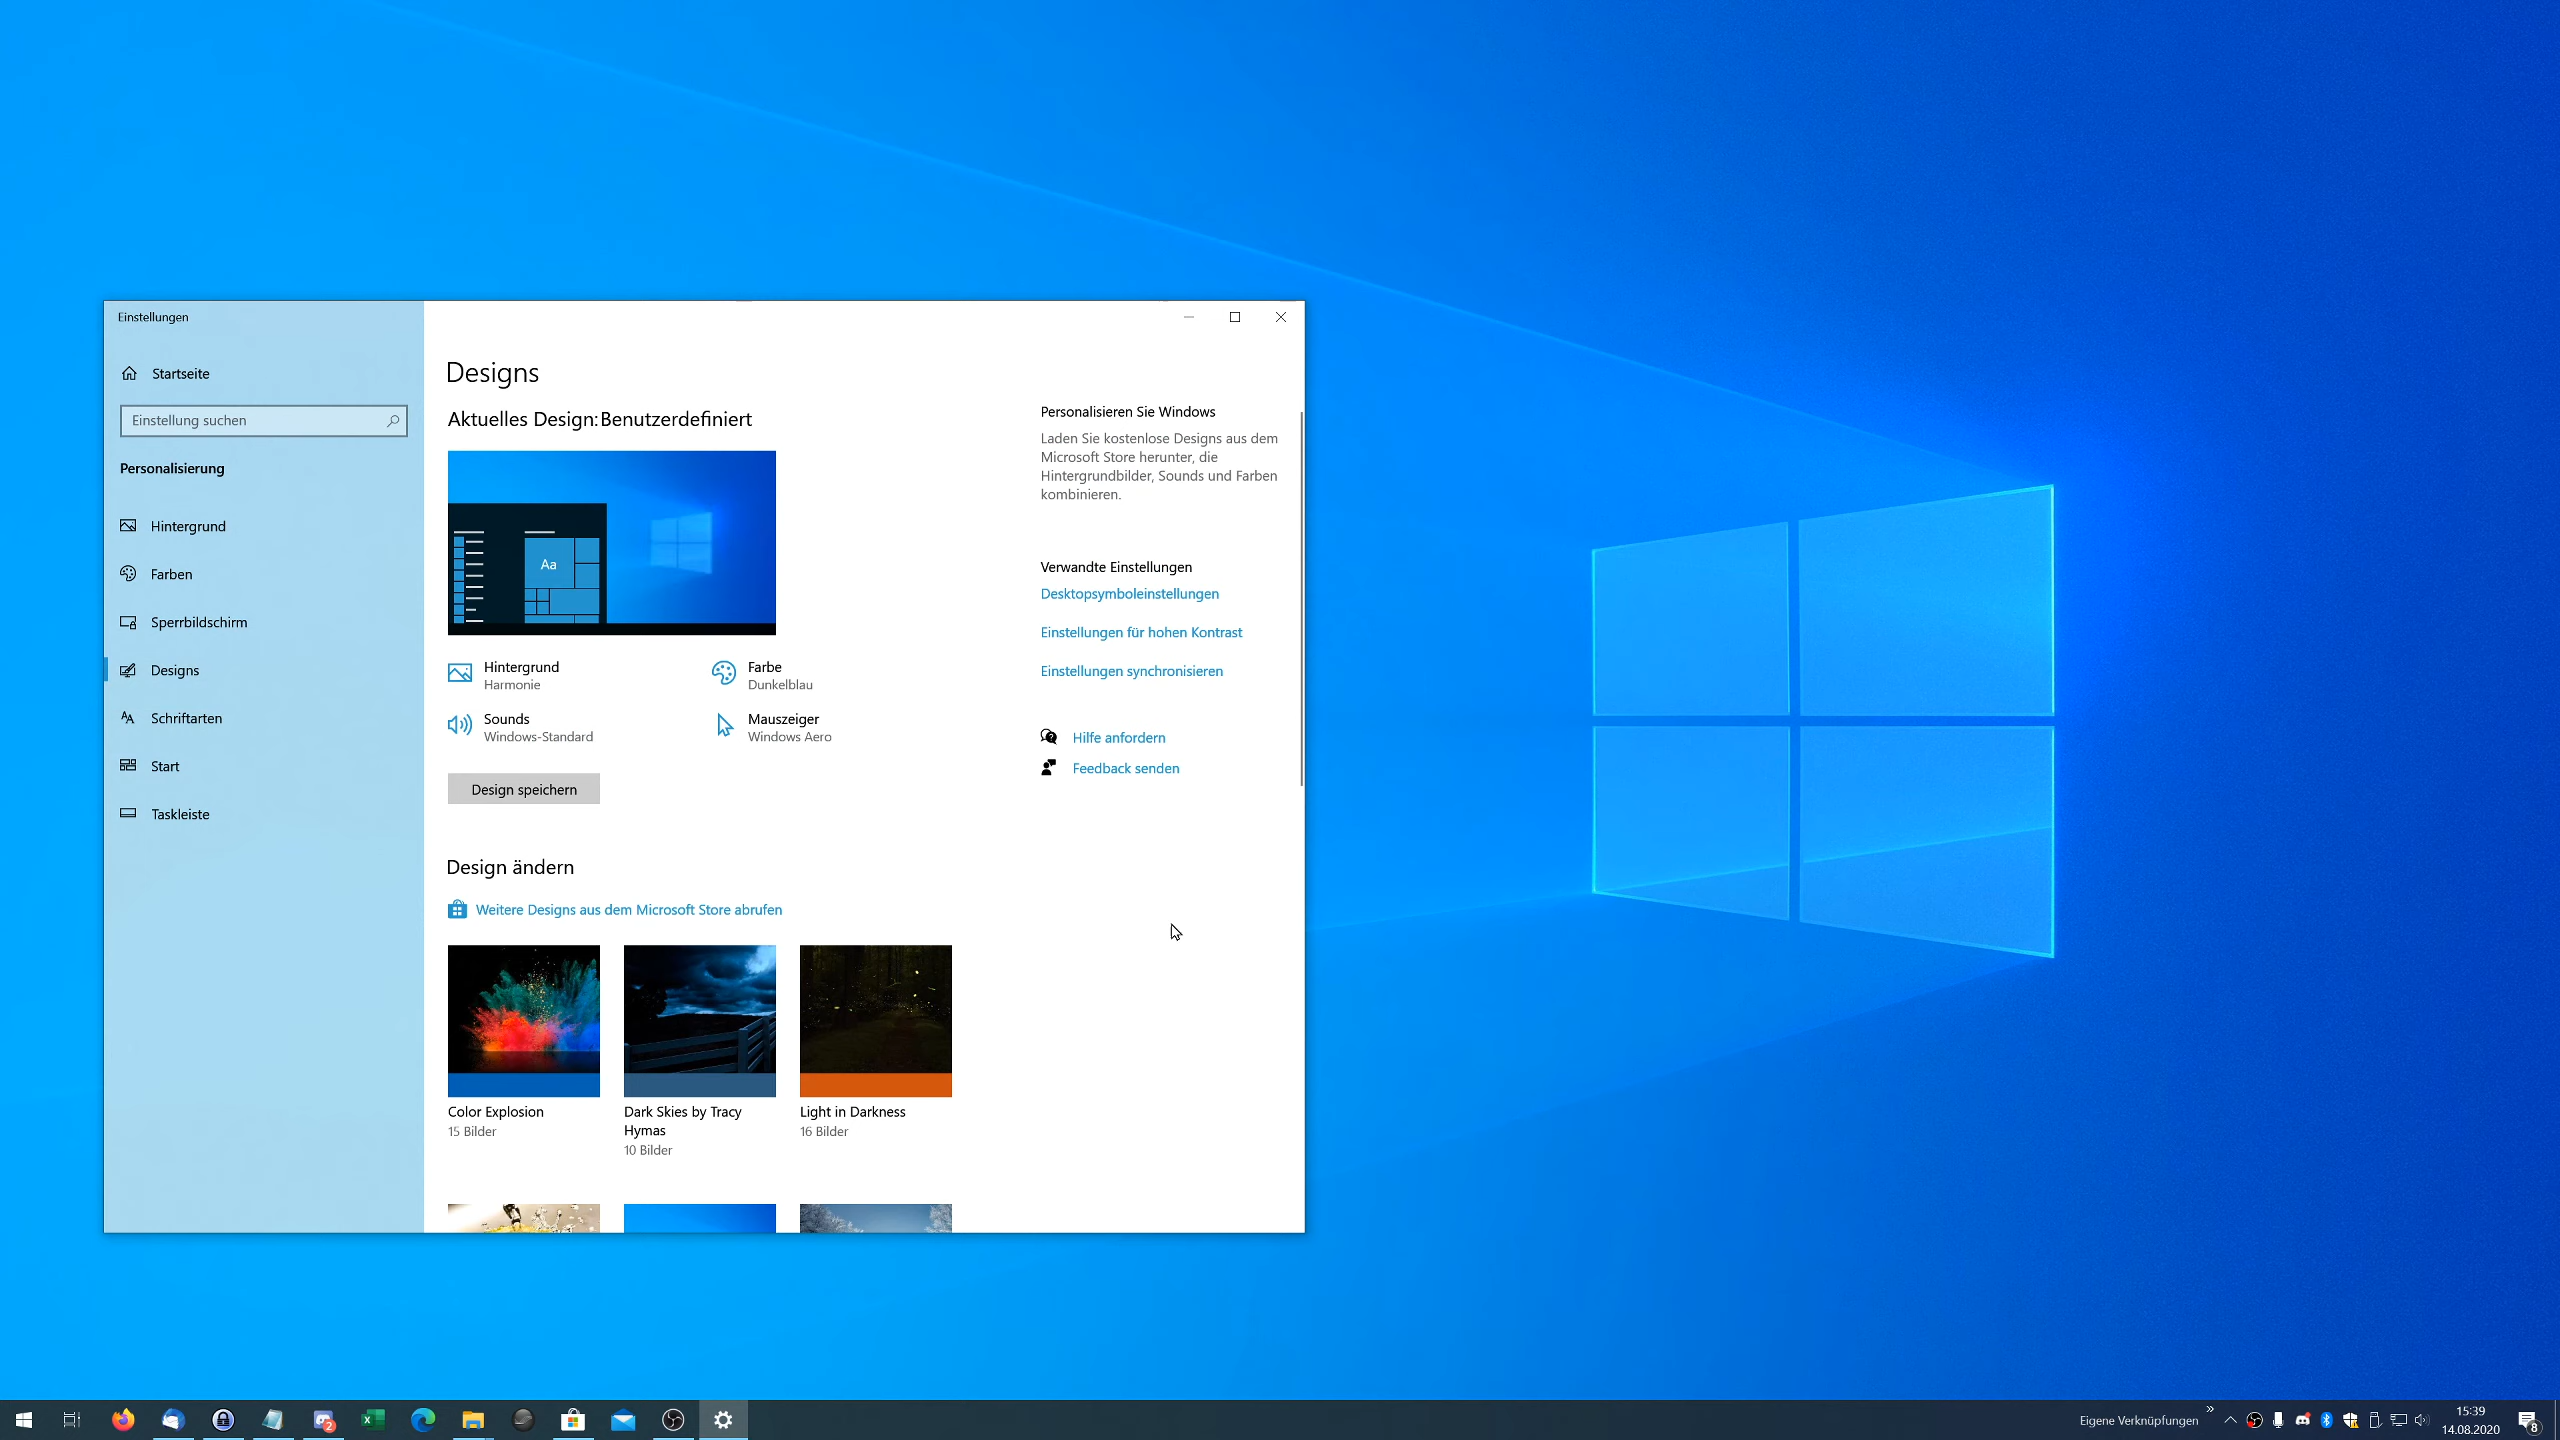 Einstellungen
Startseite
Einstellung suchen
Personalisierung
Hintergrund
Farben
Sperrbildschirm
Designs
Schriftarten
Start
Taskleiste
Designs
Aktuelles Design: Benutzerdefiniert
Aa
Hintergrund
Harmonie
Farbe
Dunkelblau
Sounds
Windows-Standard
Mauszeiger
Windows Aero
Design speichern
Design ändern
Weitere Designs aus dem Microsoft Store abrufen
Color Explosion
15 Bilder
Dark Skies by Tracy
Hymas
10 Bilder
Light in Darkness
16 Bilder
Personalisieren Sie Windows
Laden Sie kostenlose Designs aus dem
Microsoft Store herunter, die
Hintergrundbilder, Sounds und Farben
kombinieren.
Verwandte Einstellungen
Desktopsymboleinstellungen
Einstellungen für hohen Kontrast
Einstellungen synchronisieren
Hilfe anfordern
Feedback senden
2
Eigene Verknüpfungen
15:39
14.08.2020
8